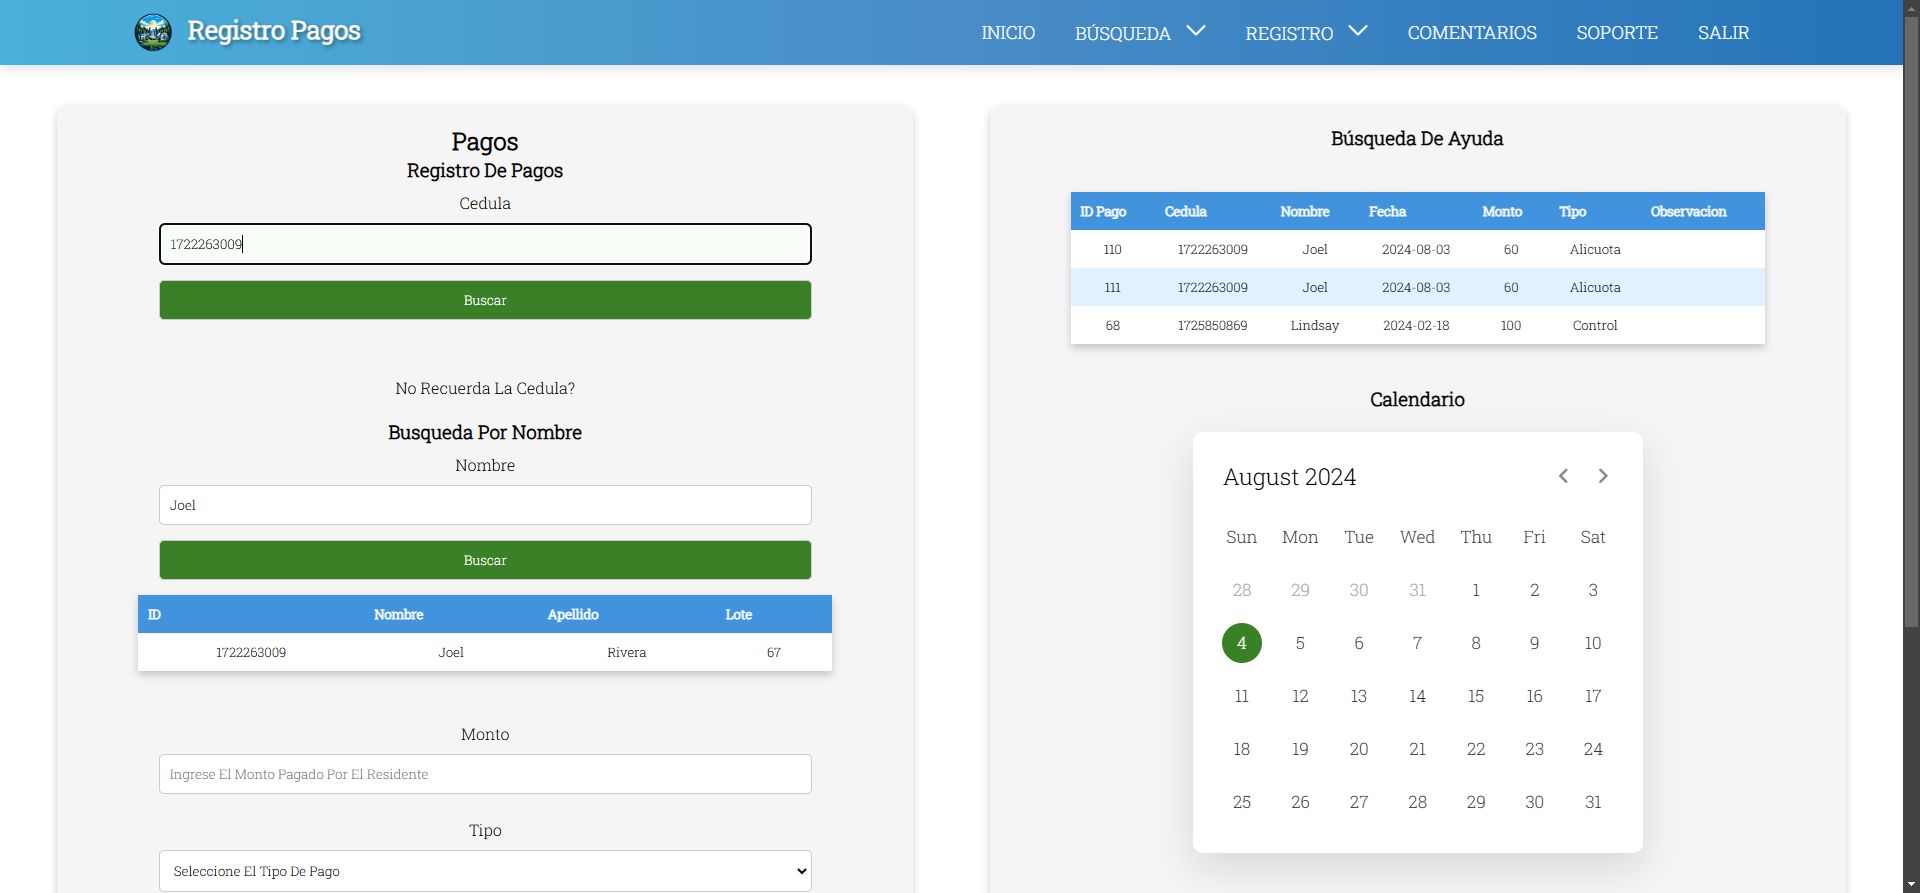 Registro Pagos
INICIO BÚSQUEDA REGISTRO COMENTARIOS SOPORTE SALIR
Pagos
Registro De Pagos
Cedula
1722263009
Buscar
No Recuerda La Cedula?
Busqueda Por Nombre
Nombre
Joel
Buscar
ID Nombre Apellido Lote
1722263009 Joel Rivera 67
Monto
Ingrese El Monto Pagado Por El Residente
Tipo
Seleccione El Tipo De Pago
Búsqueda De Ayuda
ID Pago Cedula Nombre Fecha Monto Tipo Observacion
110 1722263009 Joel 2024-08-03 60 Alicuota
111 1722263009 Joel 2024-08-03 60 Alicuota
68 1725850869 Lindsay 2024-02-18 100 Control
Calendario
August 2024
Sun Mon Tue Wed Thu Fri Sat
28 29 30 31 1 2 3
4 5 6 7 8 9 10
11 12 13 14 15 16 17
18 19 20 21 22 23 24
25 26 27 28 29 30 31